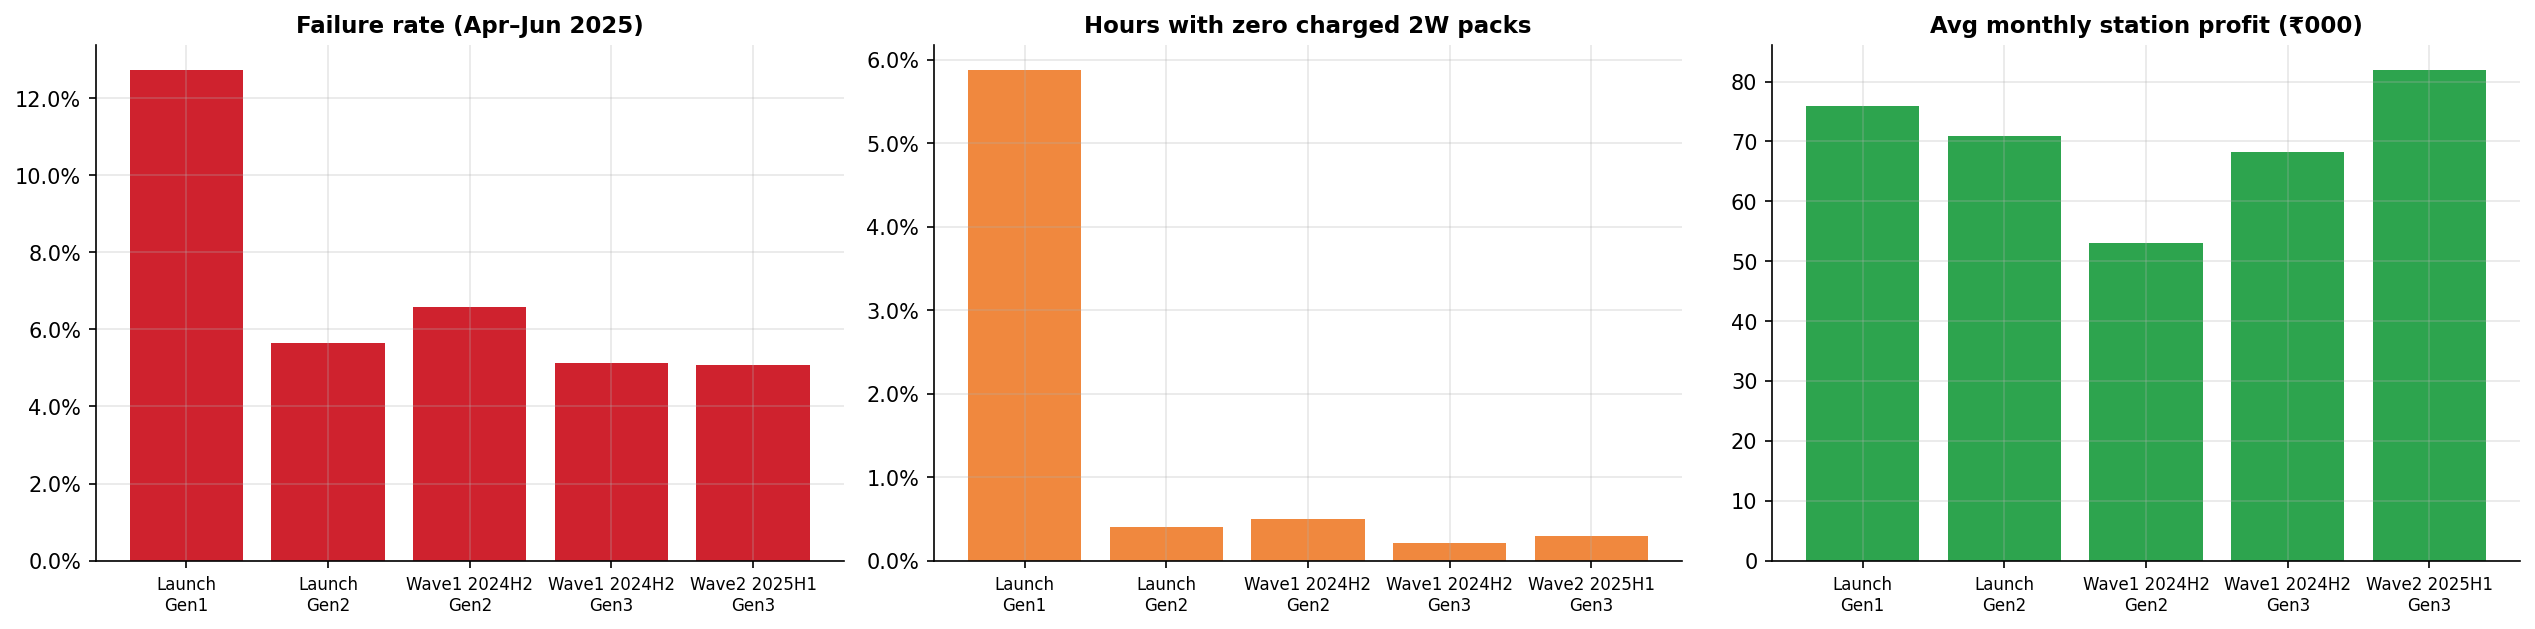 Failure rate (Apr–Jun 2025)
12.0%
10.0%
8.0%
6.0%
4.0%
2.0%
0.0%
Launch
Gen1
Launch
Gen2
Wave1 2024H2
Gen2
Wave1 2024H2
Gen3
Wave2 2025H1
Gen3
Hours with zero charged 2W packs
6.0%
5.0%
4.0%
3.0%
2.0%
1.0%
0.0%
Launch
Gen1
Launch
Gen2
Wave1 2024H2
Gen2
Wave1 2024H2
Gen3
Wave2 2025H1
Gen3
Avg monthly station profit (₹000)
80
70
60
50
40
30
20
10
0
Launch
Gen1
Launch
Gen2
Wave1 2024H2
Gen2
Wave1 2024H2
Gen3
Wave2 2025H1
Gen3